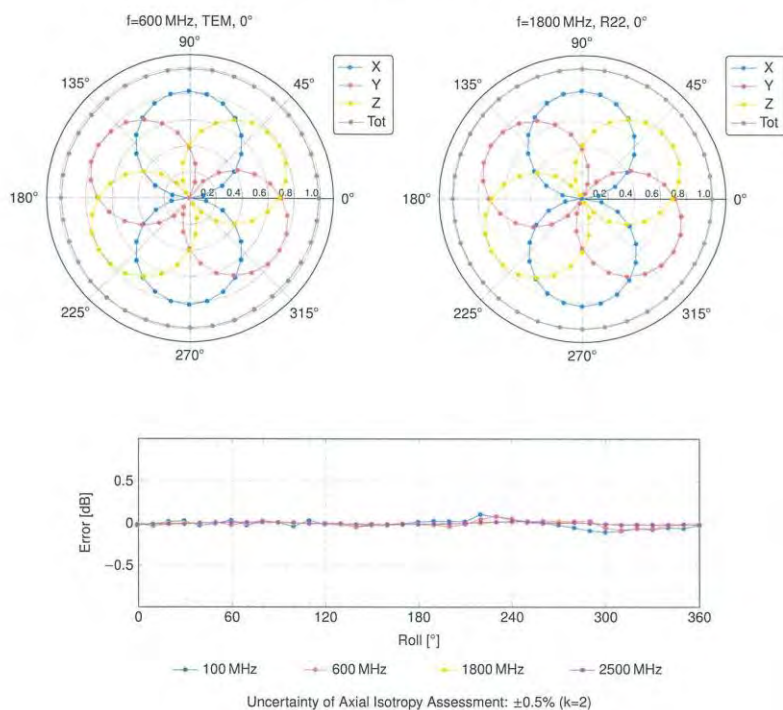 f=600 MHz, TEM, 0°
90°
135°
45°
X
Y
Z
Tot
180°
0.2 0.4 0.6 0.8 1.0
0°
225°
315°
270°
f=1800 MHz, R22, 0°
90°
135°
45°
X
Y
Z
Tot
180°
0.2 0.4 0.6 0.8 1.0
0°
225°
315°
270°
Error [dB]
0.5
0
−0.5
0 60 120 180 240 300 360
Roll [°]
100 MHz 600 MHz 1800 MHz 2500 MHz
Uncertainty of Axial Isotropy Assessment: ±0.5% (k=2)